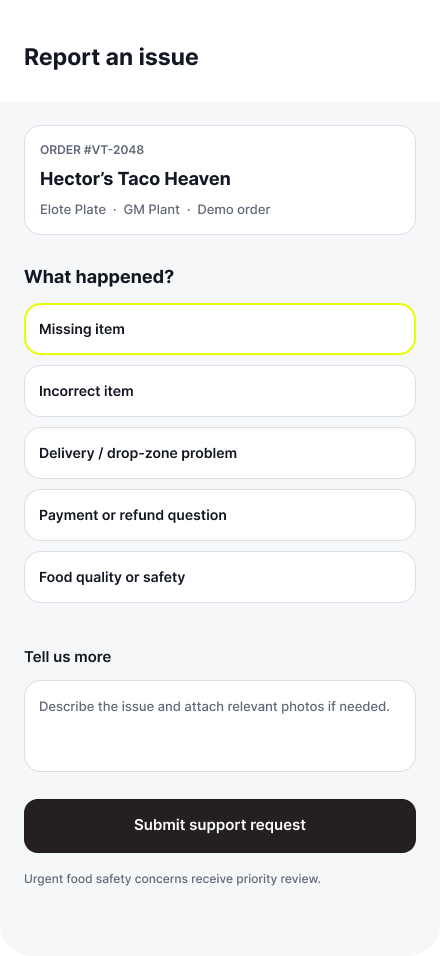 Report an issue
ORDER #VT-2048
Hector’s Taco Heaven
Elote Plate · GM Plant · Demo order
What happened?
Missing item
Incorrect item
Delivery / drop-zone problem
Payment or refund question
Food quality or safety
Tell us more
Describe the issue and attach relevant photos if needed.
Submit support request
Urgent food safety concerns receive priority review.